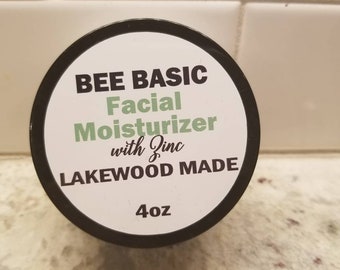 BEE BASIC
Facial
Moisturizer
with Zinc
LAKEWOOD MADE
4oz